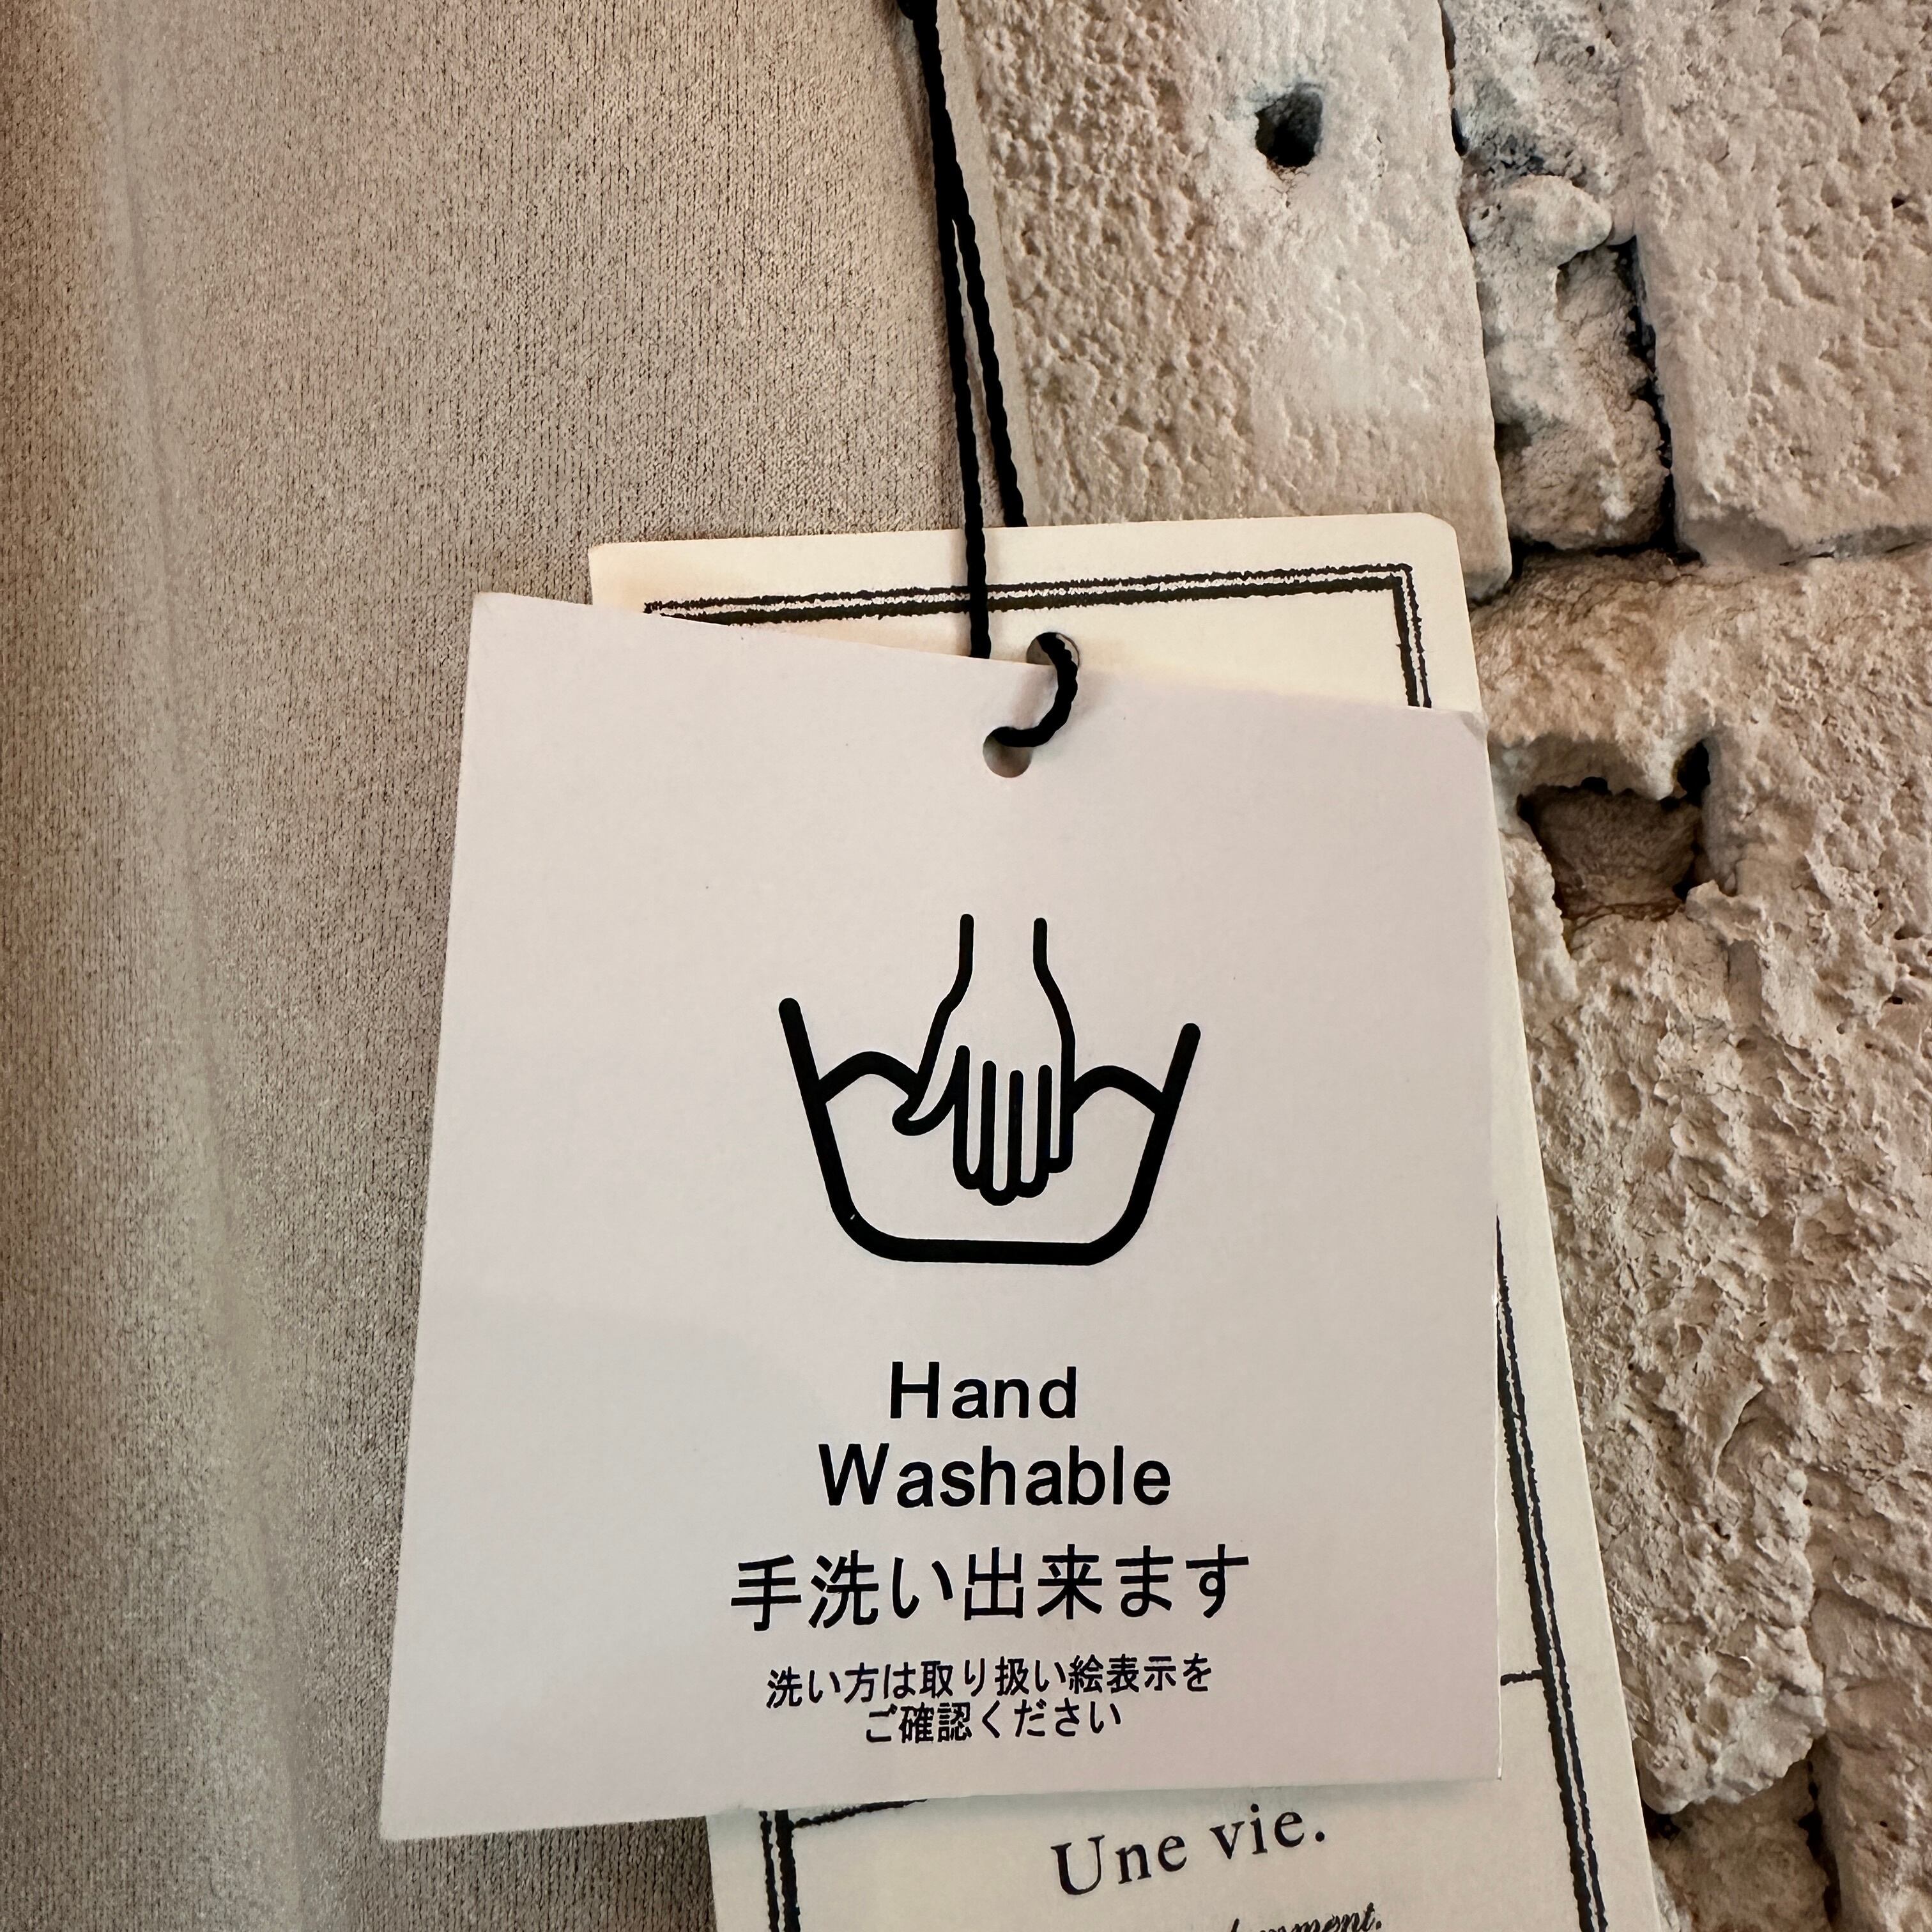 Hand
Washable
手洗い出来ます
洗い方は取り扱い絵表示を
ご確認ください
Une vie.